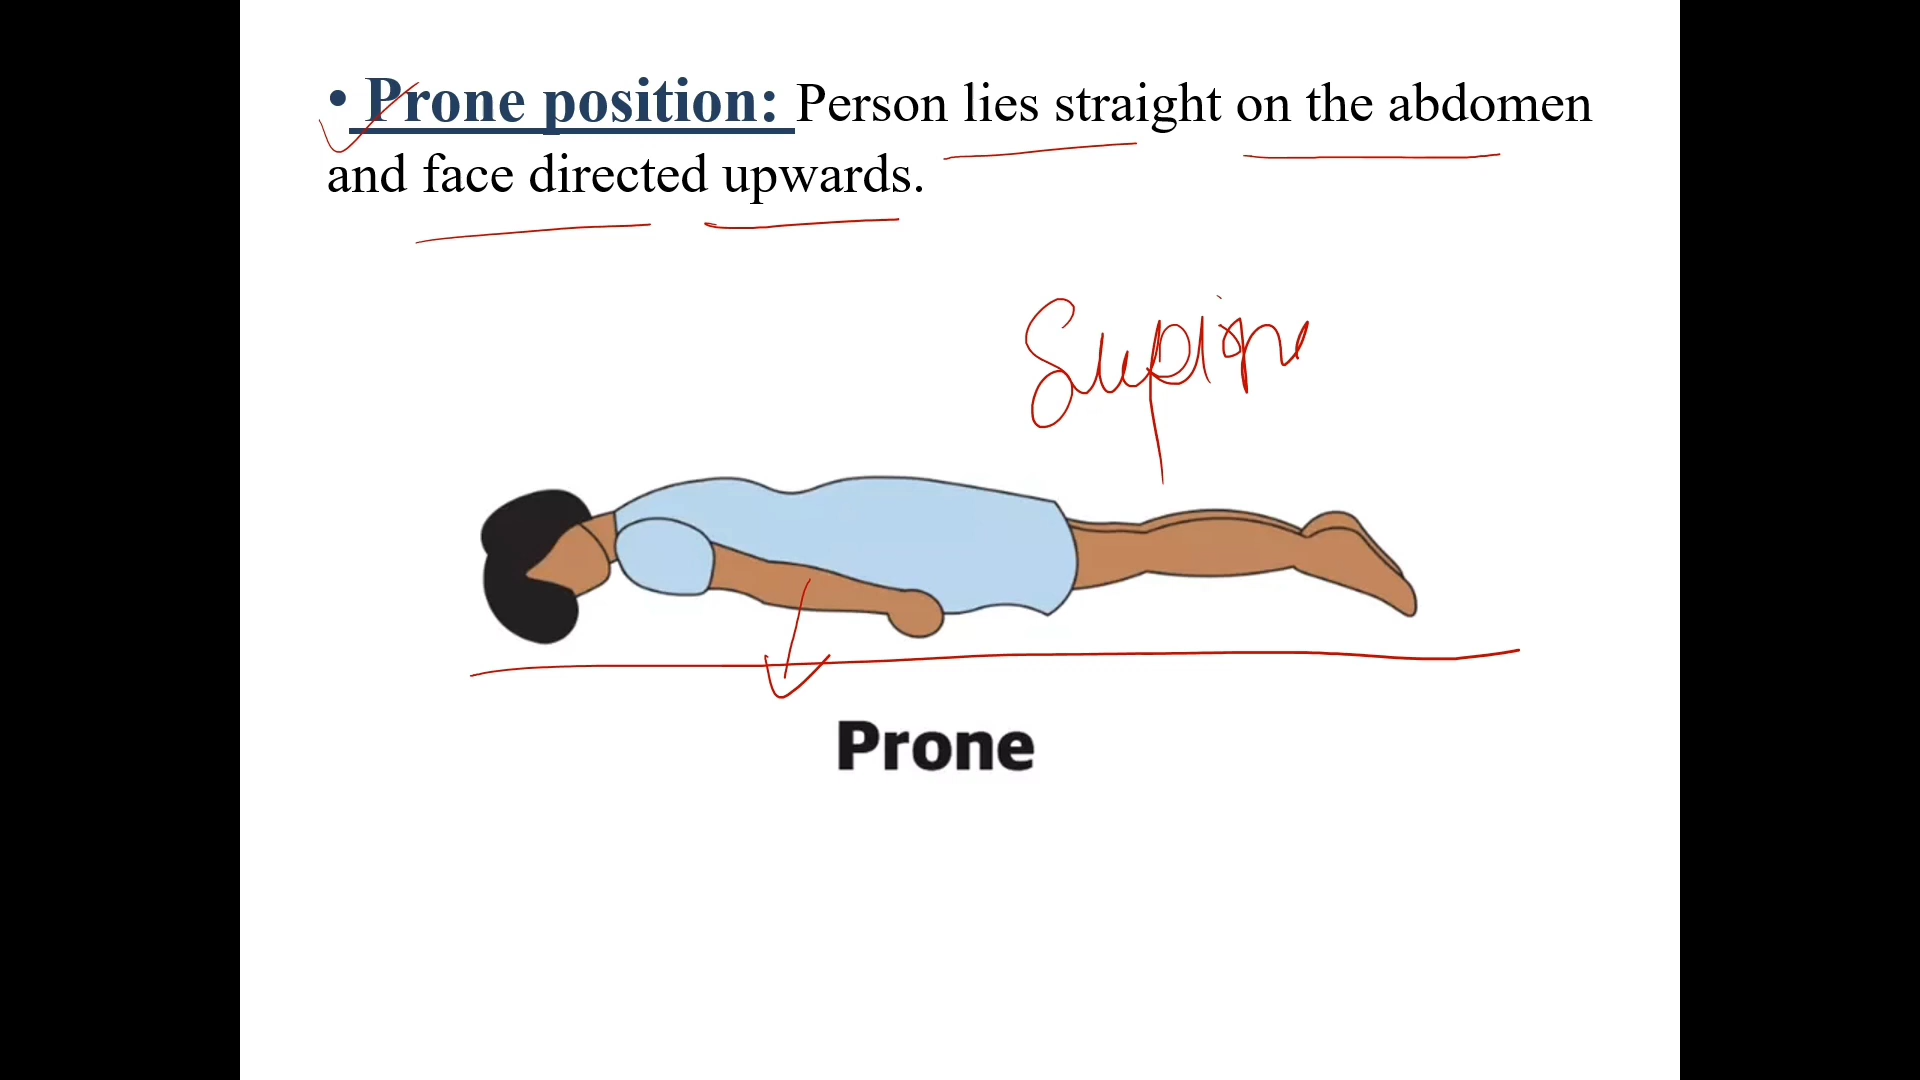 • Prone position: Person lies straight on the abdomen
and face directed upwards.
Supine
Prone